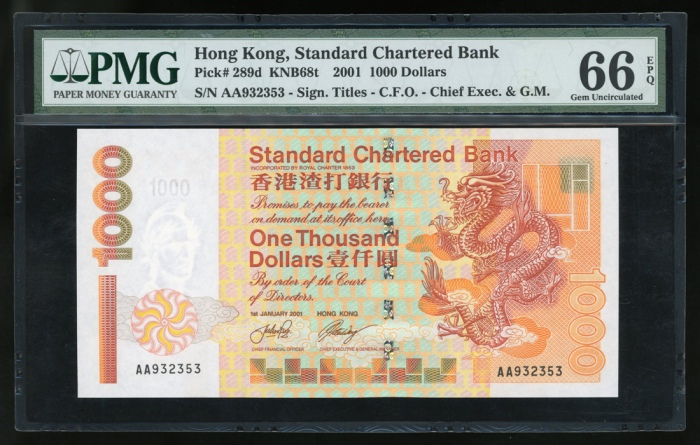 PMG
PAPER MONEY GUARANTY
Hong Kong, Standard Chartered Bank
Pick# 289d KNB68t 2001 1000 Dollars
S/N AA932353 - Sign. Titles - C.F.O. - Chief Exec. & G.M.
66
EPQ
Gem Uncirculated
1000
1000
Standard Chartered Bank
INCORPORATED BY ROYAL CHARTER 1853
香港渣打銀行
Promises to pay the bearer
on demand at its office here
One Thousand
Dollars 壹仟圓
By order of the Court
of Directors.
1st JANUARY 2001 HONG KONG
CHIEF FINANCIAL OFFICER CHIEF EXECUTIVE & GENERAL MANAGER
AA932353
AA932353
1000